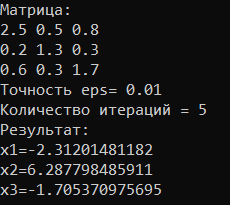 Матрица:
2.5 0.5 0.8
0.2 1.3 0.3
0.6 0.3 1.7
Точность eps= 0.01
Количество итераций = 5
Результат:
x1=-2.31201481182
x2=6.287798485911
x3=-1.705370975695